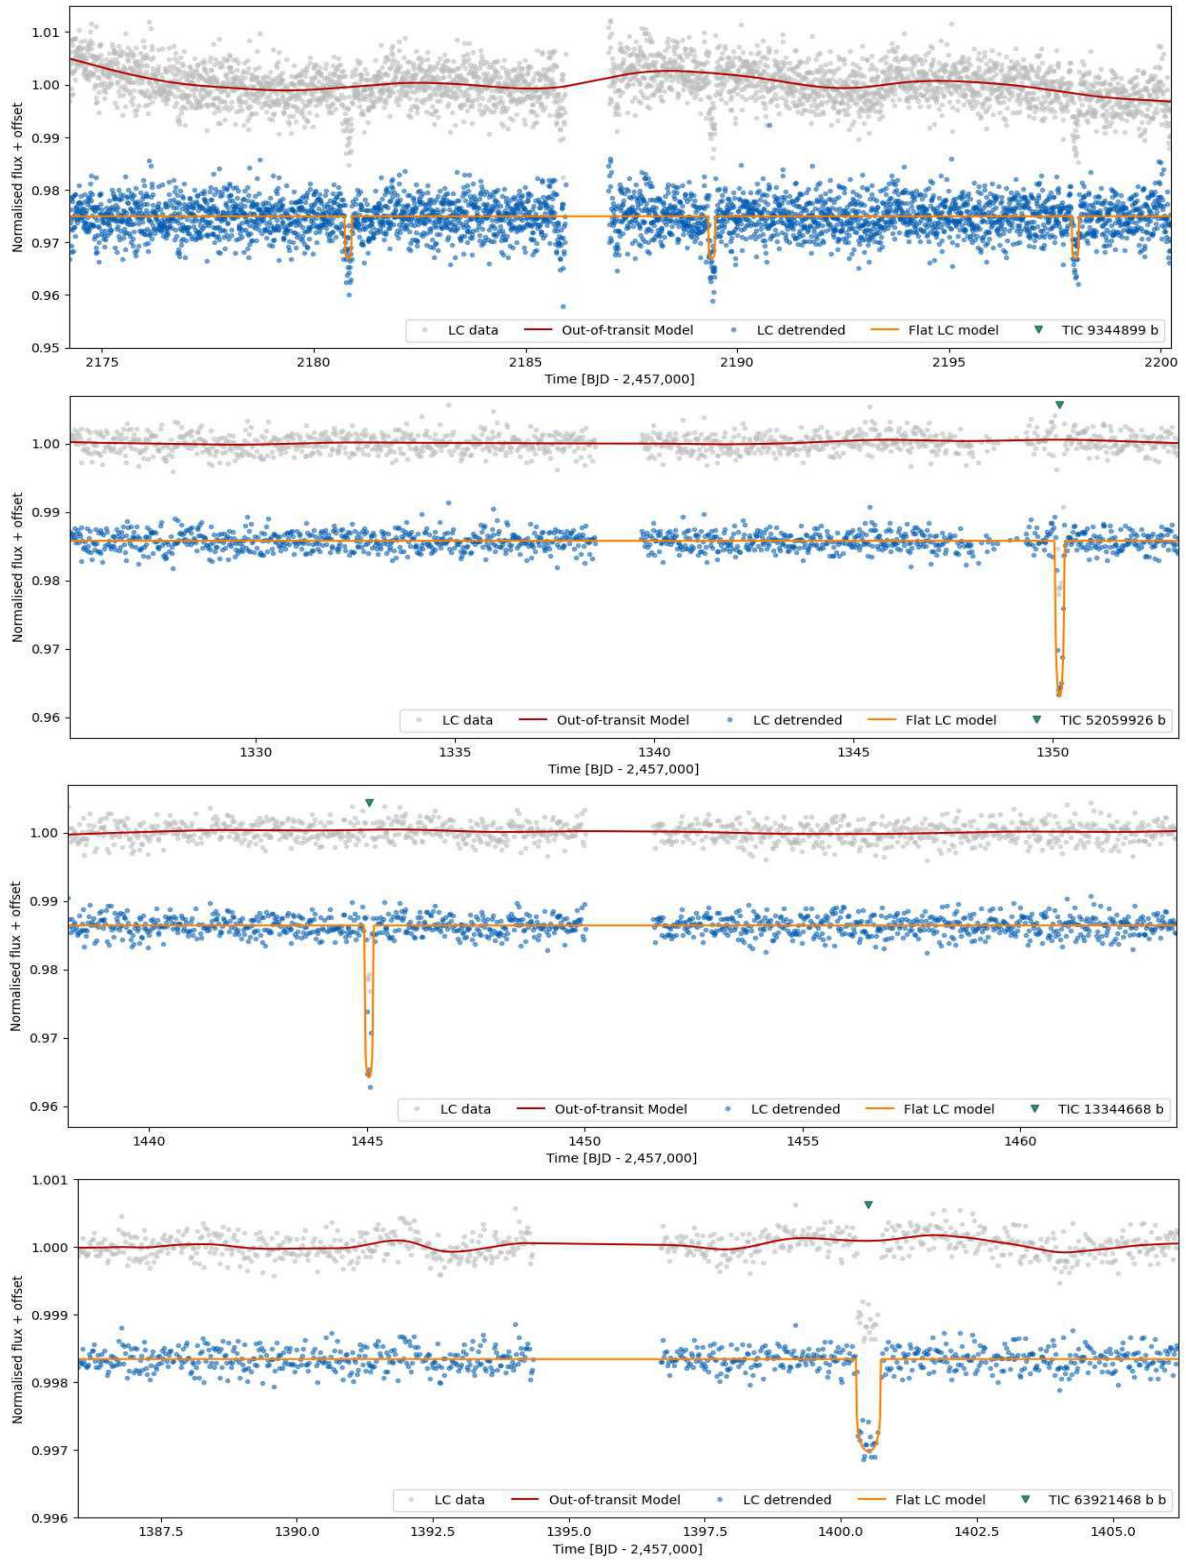 1.01
1.00
0.99
0.98
0.97
0.96
0.95
Normalised flux + offset
LC data Out-of-transit Model LC detrended Flat LC model TIC 9344899 b
2175 2180 2185 2190 2195 2200
Time [BJD - 2,457,000]
1.00
0.99
0.98
0.97
0.96
Normalised flux + offset
LC data Out-of-transit Model LC detrended Flat LC model TIC 52059926 b
1330 1335 1340 1345 1350
Time [BJD - 2,457,000]
1.00
0.99
0.98
0.97
0.96
Normalised flux + offset
LC data Out-of-transit Model LC detrended Flat LC model TIC 13344668 b
1440 1445 1450 1455 1460
Time [BJD - 2,457,000]
1.001
1.000
0.999
0.998
0.997
0.996
Normalised flux + offset
LC data Out-of-transit Model LC detrended Flat LC model TIC 63921468 b b
1387.5 1390.0 1392.5 1395.0 1397.5 1400.0 1402.5 1405.0
Time [BJD - 2,457,000]